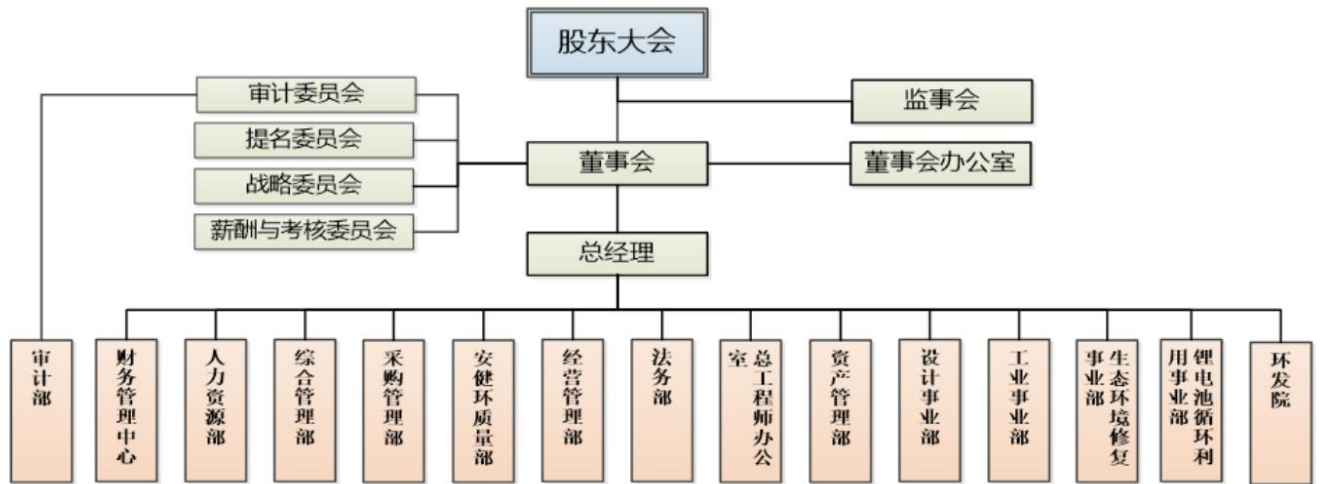 股东大会
审计委员会
监事会
提名委员会
董事会
董事会办公室
战略委员会
薪酬与考核委员会
总经理
审计部
财务管理中心
人力资源部
综合管理部
采购管理部
安健环质量部
经营管理部
法务部
总工程师办公
室
资产管理部
设计事业部
工业事业部
生态环境修复
事业部
锂电池循环利
用事业部
环发院